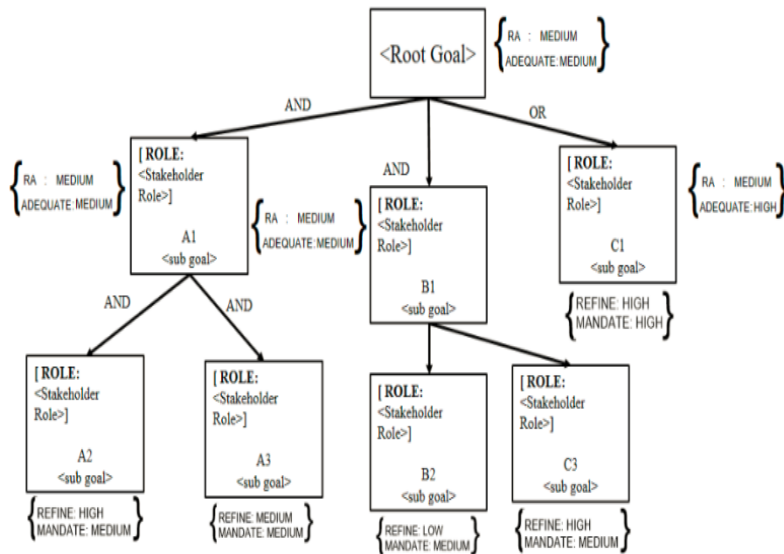 <Root Goal>
RA : MEDIUM
ADEQUATE: MEDIUM
AND
AND
OR
RA : MEDIUM
ADEQUATE: MEDIUM
[ ROLE:
<Stakeholder
Role>]
A1
<sub goal>
RA : MEDIUM
ADEQUATE: MEDIUM
[ ROLE:
<Stakeholder
Role>]
B1
<sub goal>
[ ROLE:
<Stakeholder
Role>]
C1
<sub goal>
RA : MEDIUM
ADEQUATE: HIGH
REFINE: HIGH
MANDATE: HIGH
AND
AND
[ ROLE:
<Stakeholder
Role>]
A2
<sub goal>
REFINE: HIGH
MANDATE: MEDIUM
[ ROLE:
<Stakeholder
Role>]
A3
<sub goal>
REFINE: MEDIUM
MANDATE: MEDIUM
[ ROLE:
<Stakeholder
Role>]
B2
<sub goal>
REFINE: LOW
MANDATE: MEDIUM
[ ROLE:
<Stakeholder
Role>]
C3
<sub goal>
REFINE: HIGH
MANDATE: MEDIUM